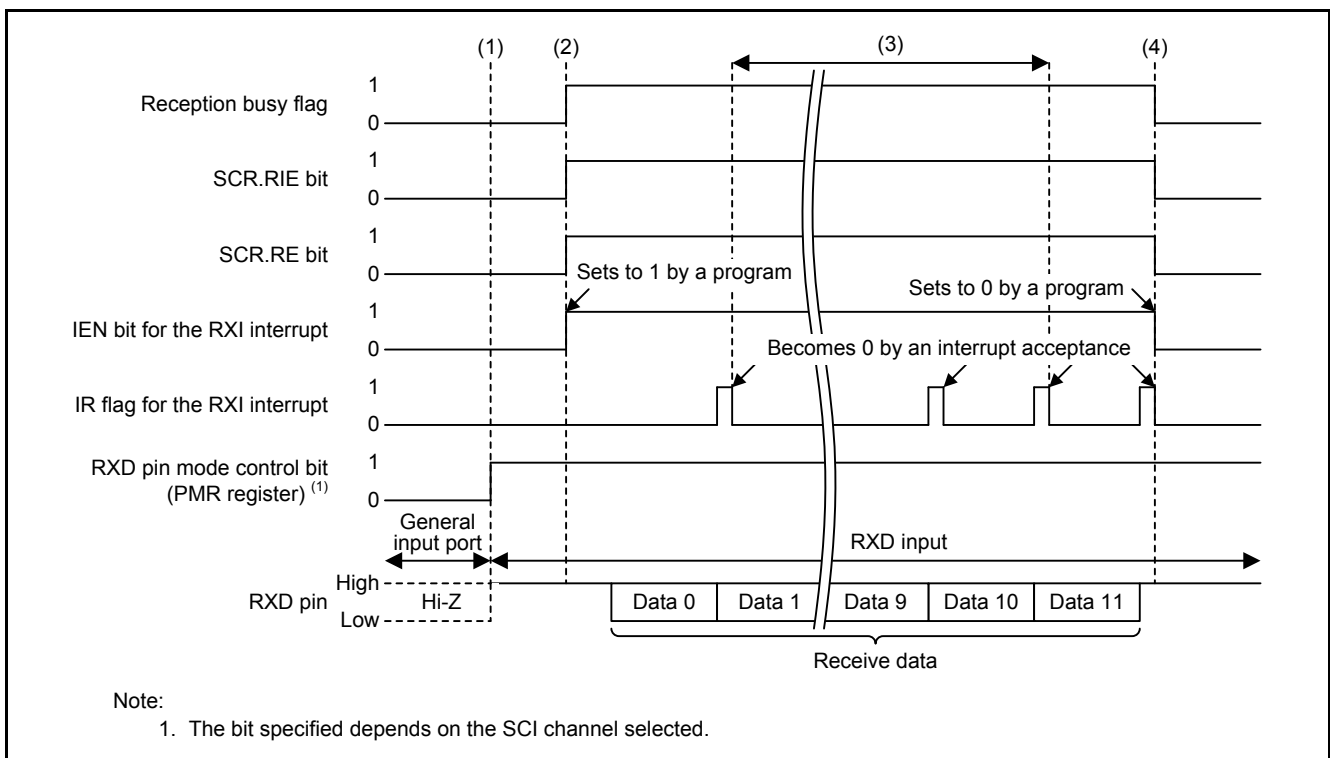 (1) (2) (3) (4)
Reception busy flag
1
0
SCR.RIE bit
1
0
SCR.RE bit
1
0
Sets to 1 by a program
Sets to 0 by a program
IEN bit for the RXI interrupt
1
0
Becomes 0 by an interrupt acceptance
IR flag for the RXI interrupt
1
0
RXD pin mode control bit
(PMR register) (1)
1
0
General
input port
RXD input
RXD pin
High
Low
Hi-Z
Data 0 Data 1 Data 9 Data 10 Data 11
Receive data
Note:
1. The bit specified depends on the SCI channel selected.